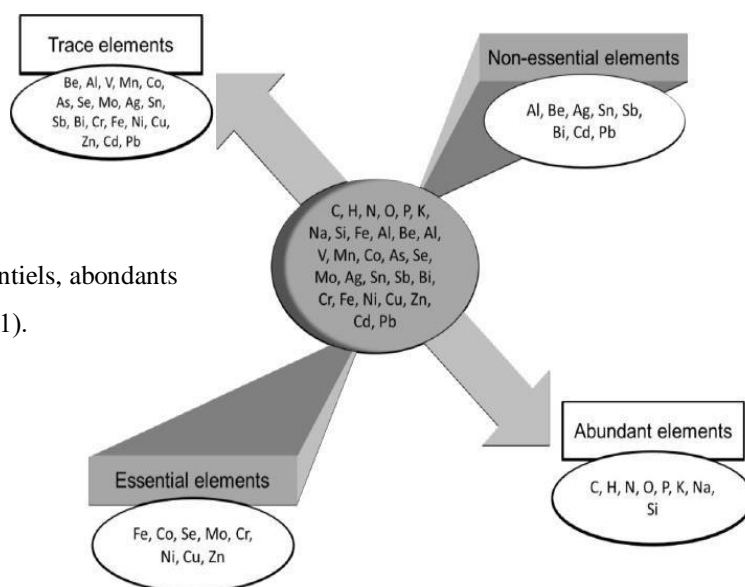 Trace elements
Be, Al, V, Mn, Co,
As, Se, Mo, Ag, Sn,
Sb, Bi, Cr, Fe, Ni, Cu,
Zn, Cd, Pb
Non-essential elements
Al, Be, Ag, Sn, Sb,
Bi, Cd, Pb
C, H, N, O, P, K,
Na, Si, Fe, Al, Be, Al,
V, Mn, Co, As, Se,
Mo, Ag, Sn, Sb, Bi,
Cr, Fe, Ni, Cu, Zn,
Cd, Pb
entiels, abondants
1).
Essential elements
Fe, Co, Se, Mo, Cr,
Ni, Cu, Zn
Abundant elements
C, H, N, O, P, K, Na,
Si